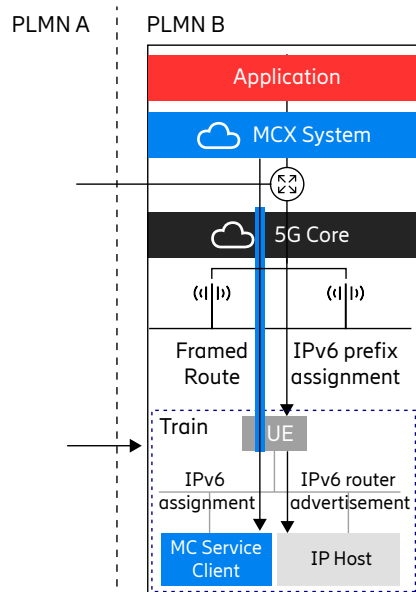 PLMN A
PLMN B
Application
MCX System
5G Core
Framed
Route
IPv6 prefix
assignment
Train
UE
IPv6
assignment
IPv6 router
advertisement
MC Service
Client
IP Host